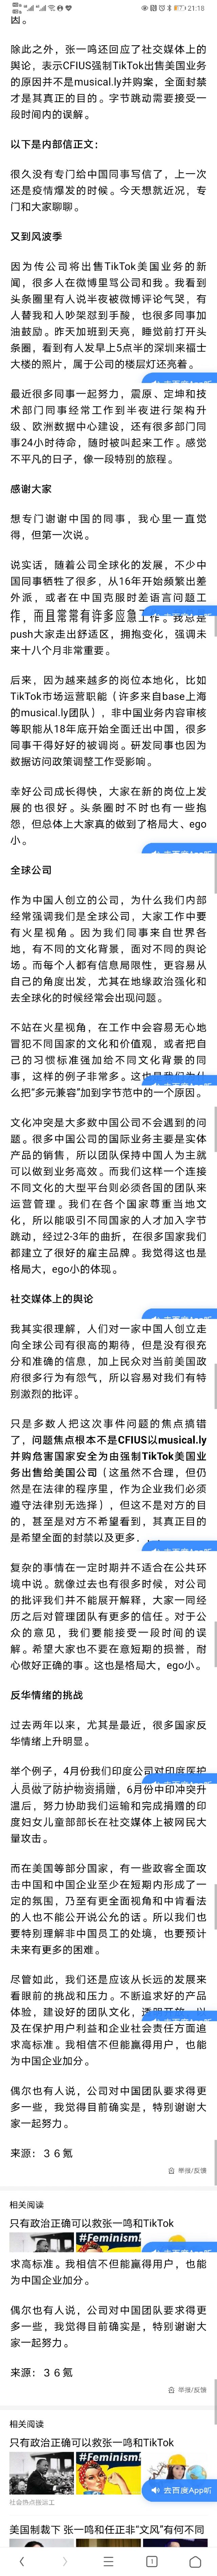 21:18
因。
除此之外，张一鸣还回应了社交媒体上的
舆论，表示CFIUS强制TikTok出售美国业务
的原因并不是musical.ly并购案，全面封禁
才是其真正的目的。字节跳动需要接受一
段时间内的误解。
以下是内部信正文：
很久没有专门给中国同事写信了，上一次
还是疫情爆发的时候。今天想就近况，专
门和大家聊聊。
又到风波季
因为传公司将出售TikTok美国业务的新
闻，很多人在微博里骂公司和我。我看到
头条圈里有人说半夜被微博评论气哭，有
人替我和人吵架怼到手酸，也很多同事加
油鼓励。昨天加班到天亮，睡觉前打开头
条圈，看到有人发早上5点半的深圳来福士
大楼的照片，属于公司的楼层灯还亮着。
最近很多同事一起努力，震原、定坤和技
术部门同事经常工作到半夜进行架构升
级、欧洲数据中心建设，还有很多部门同
事24小时待命，随时被叫起来工作。感觉
不平凡的日子，像一段特别的旅程。
感谢大家
想专门谢谢中国的同事，我心里一直觉
得，但第一次说。
说实话，随着公司全球化的发展，不少中
国同事牺牲了很多，从16年开始频繁出差
外派，或者在中国克服时差语言问题工
作，而且常常有许多应急工作。我总是
push大家走出舒适区，拥抱变化，强调未
来十八个月非常重要。
后来，因为越来越多的岗位本地化，比如
TikTok市场运营职能（许多来自base上海
的musical.ly团队），非中国业务内容审核
等职能从18年底开始全面迁出中国，很多
同事干得好好的被调岗。研发同事也因为
数据访问政策调整工作受影响。
幸好公司成长得快，大家在新的岗位上发
展的也很好。头条圈时不时也有一些抱
怨，但总体上大家真的做到了格局大、ego
小。
全球公司
作为中国人创立的公司，为什么我们内部
经常强调我们是全球公司，大家工作中要
有火星视角。因为我们同事来自世界各
地，有不同的文化背景，面对不同的舆论
场。而每个人都有信息局限性，更容易从
自己的角度出发，尤其在地缘政治强化和
去全球化的时候经常会出现问题。
不站在火星视角，在工作中会容易无心地
冒犯不同国家的文化和价值观，或者把自
己的习惯标准强加给不同文化背景的同
事，这样的例子非常多。这也是我们为什
么把“多元兼容”加到字节范中的一个原因。
文化冲突是大多数中国公司不会遇到的问
题。很多中国公司的国际业务主要是实体
产品的销售，所以团队保持中国人为主就
可以做到业务高效。而我们这样一个连接
不同文化的大型平台则必须各国的团队来
运营管理。我们在各个国家尊重当地文
化，所以能吸引不同国家的人才加入字节
跳动，经过2-3年的曲折，在很多国家我们
都建立了很好的雇主品牌。我觉得这也是
格局大，ego小的体现。
社交媒体上的舆论
我其实很理解，人们对一家中国人创立走
向全球公司有很高的期待，但是没有很充
分和准确的信息，加上民众对当前美国政
府很多行为有怨气，所以容易对我们有特
别激烈的批评。
只是多数人把这次事件问题的焦点搞错
了，问题焦点根本不是CFIUS以musical.ly
并购危害国家安全为由强制TikTok美国业
务出售给美国公司（这虽然不合理，但仍
然是在法律的程序里，作为企业我们必须
遵守法律别无选择），但这不是对方的目
的，甚至是对方不希望看到，其真正目的
是希望全面的封禁以及更多．
复杂的事情在一定时期并不适合在公共环
境中说。就像过去也有很多时候，对公司
的批评我们并不能展开解释，大家一同经
历之后对管理团队有更多的信任。对于公
众的意见，我们要能接受一段时间的误
解。希望大家也不要在意短期的损誉，耐
心做好正确的事。这也是格局大，ego小。
反华情绪的挑战
过去两年以来，尤其是最近，很多国家反
华情绪上升明显。
举个例子，4月份我们印度公司对印度医护
人员做了防护物资捐赠，6月份中印冲突升
温后，努力协助我们运输和完成捐赠的印
度妇女儿童部部长在社交媒体上被网民大
量攻击。
而在美国等部分国家，有一些政客全面攻
击中国和中国企业至少在短期内形成了一
定的氛围，乃至有更全面视角和中肯看法
的人也不能公开说公允的话。所以我们也
要特别理解非中国员工的处境，也要预计
未来有更多的困难。
尽管如此，我们还是应该从长远的发展来
看眼前的挑战和压力。不断追求好的产品
体验，建设好的团队文化，透明开放，以
及在保护用户利益和企业社会责任方面追
求高标准。我相信不但能赢得用户，也能
为中国企业加分。
偶尔也有人说，公司对中国团队要求得更
多一些，我觉得目前确实是，特别谢谢大
家一起努力。
来源：３６氪
举报/反馈
相关阅读
只有政治正确可以救张一鸣和TikTok
#Feminism!
求高标准。我相信不但能赢得用户，也能
为中国企业加分。
偶尔也有人说，公司对中国团队要求得更
多一些，我觉得目前确实是，特别谢谢大
家一起努力。
来源：３６氪
举报/反馈
相关阅读
只有政治正确可以救张一鸣和TikTok
#Feminism!
去百度App听
社会热点搬运工
美国制裁下 张一鸣和任正非“文风”有何不同